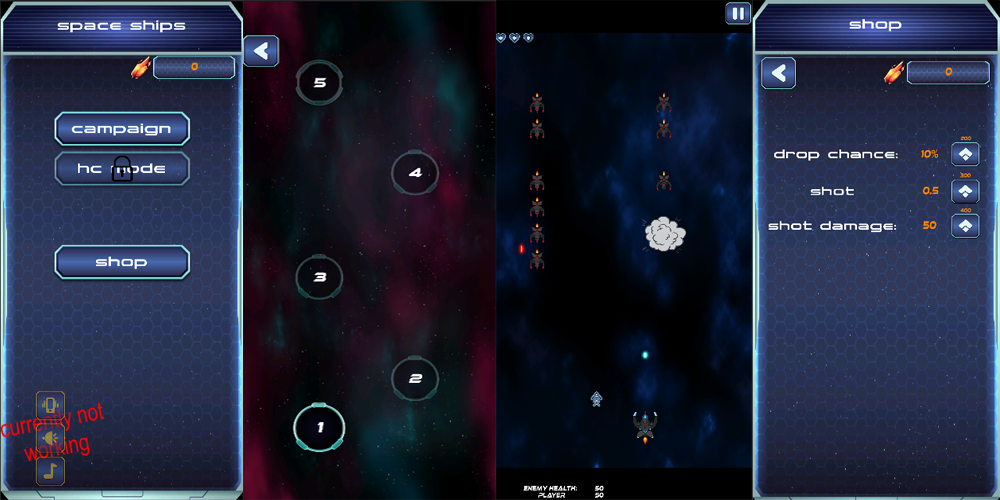 space ships
0
campaign
hc mode
shop
currently not
working
5
4
3
2
1
ENEMY HEALTH: 50
PLAYER 50
shop
0
200
drop chance: 10%
300
shot 0.5
400
shot damage: 50